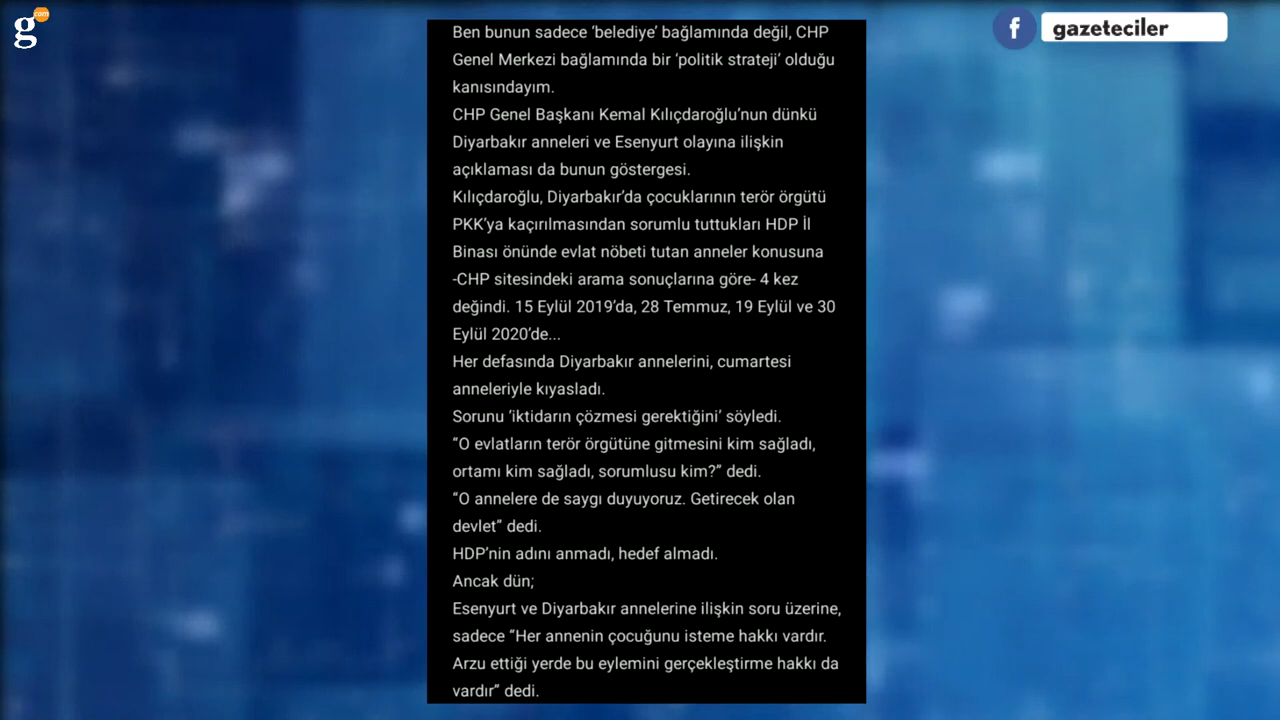 g
com
f
gazeteciler
Ben bunun sadece ‘belediye’ bağlamında değil, CHP
Genel Merkezi bağlamında bir ‘politik strateji’ olduğu
kanısındayım.
CHP Genel Başkanı Kemal Kılıçdaroğlu’nun dünkü
Diyarbakır anneleri ve Esenyurt olayına ilişkin
açıklaması da bunun göstergesi.
Kılıçdaroğlu, Diyarbakır’da çocuklarının terör örgütü
PKK’ya kaçırılmasından sorumlu tuttukları HDP İl
Binası önünde evlat nöbeti tutan anneler konusuna
-CHP sitesindeki arama sonuçlarına göre- 4 kez
değindi. 15 Eylül 2019’da, 28 Temmuz, 19 Eylül ve 30
Eylül 2020’de...
Her defasında Diyarbakır annelerini, cumartesi
anneleriyle kıyasladı.
Sorunu ‘iktidarın çözmesi gerektiğini’ söyledi.
“O evlatların terör örgütüne gitmesini kim sağladı,
ortamı kim sağladı, sorumlusu kim?” dedi.
“O annelere de saygı duyuyoruz. Getirecek olan
devlet” dedi.
HDP’nin adını anmadı, hedef almadı.
Ancak dün;
Esenyurt ve Diyarbakır annelerine ilişkin soru üzerine,
sadece “Her annenin çocuğunu isteme hakkı vardır.
Arzu ettiği yerde bu eylemini gerçekleştirme hakkı da
vardır” dedi.